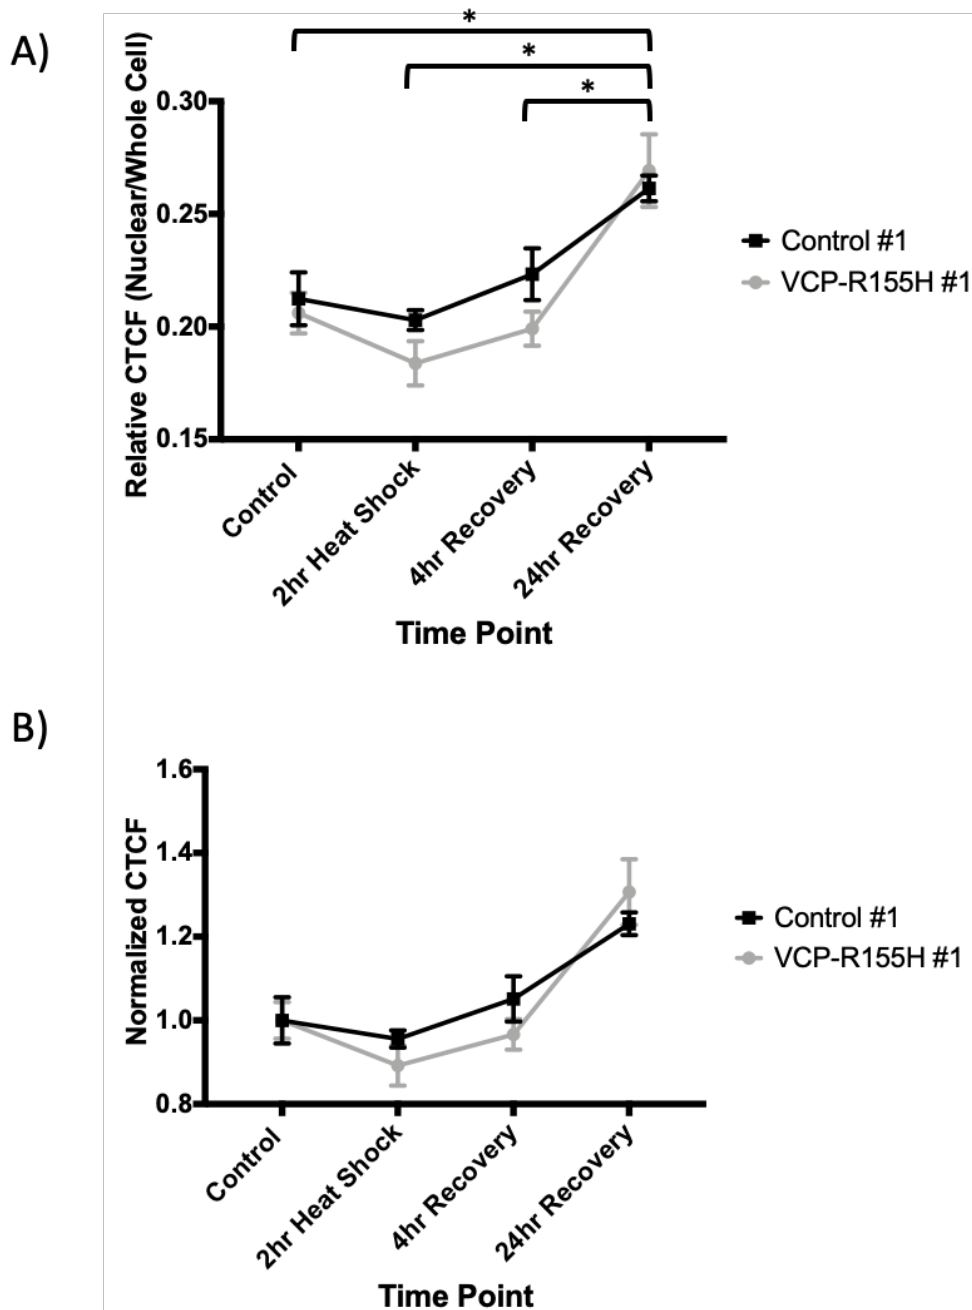 A)
*
*
*
Relative CTCF (Nuclear/Whole Cell)
0.30
0.25
0.20
0.15
Control
2hr Heat Shock
4hr Recovery
24hr Recovery
Time Point
Control #1
VCP-R155H #1
B)
Normalized CTCF
1.6
1.4
1.2
1.0
0.8
Control
2hr Heat Shock
4hr Recovery
24hr Recovery
Time Point
Control #1
VCP-R155H #1